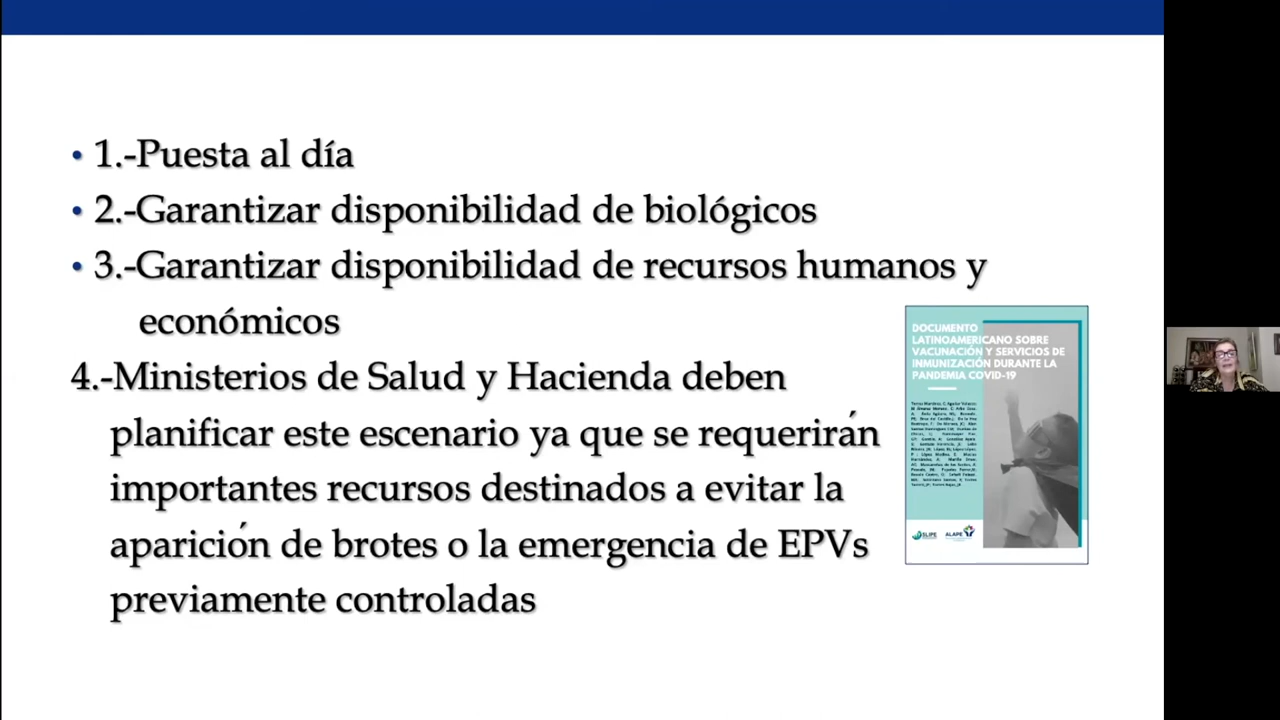 • 1.-Puesta al día
• 2.-Garantizar disponibilidad de biológicos
• 3.-Garantizar disponibilidad de recursos humanos y
económicos
4.-Ministerios de Salud y Hacienda deben
planificar este escenario ya que se requerirán
importantes recursos destinados a evitar la
aparición de brotes o la emergencia de EPVs
previamente controladas
DOCUMENTO
LATINOAMERICANO SOBRE
VACUNACIÓN Y SERVICIOS DE
INMUNIZACIÓN DURANTE LA
PANDEMIA COVID-19
SLIPE
ALAPE